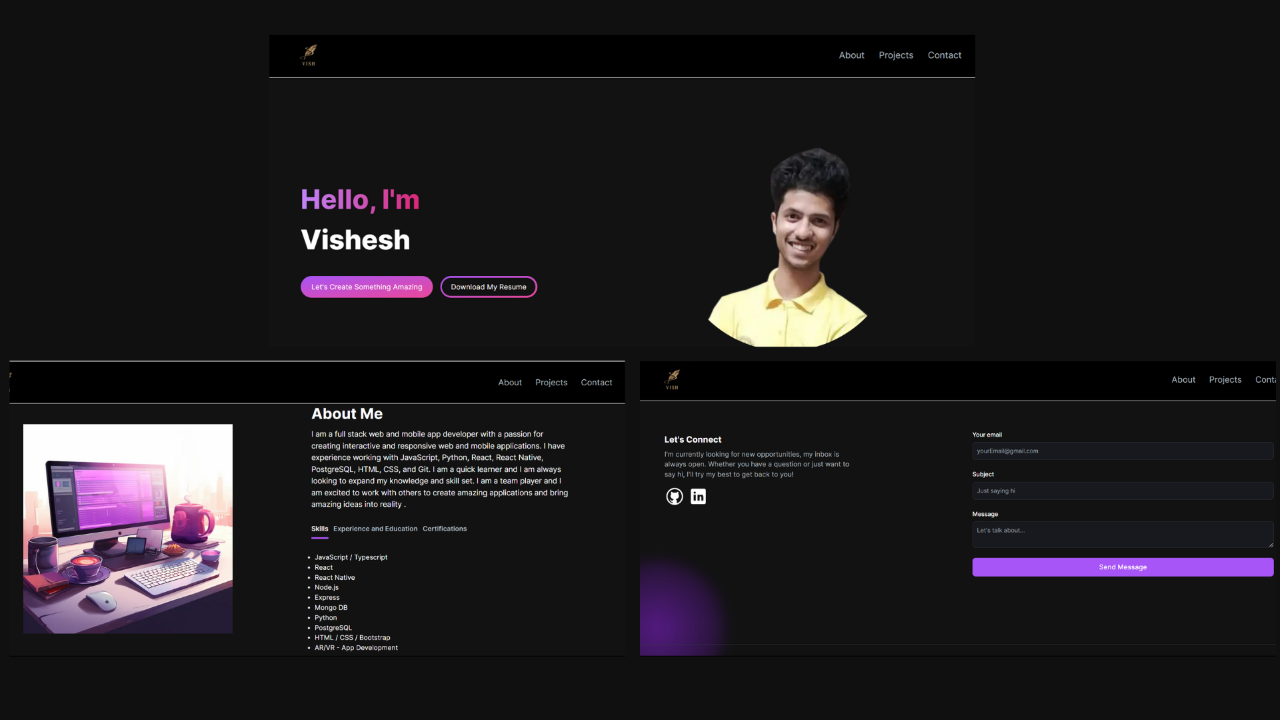 VISH
About Projects Contact
Hello, I'm
Vishesh
Let's Create Something Amazing
Download My Resume
About Projects Contact
About Me
I am a full stack web and mobile app developer with a passion for
creating interactive and responsive web and mobile applications. I have
experience working with JavaScript, Python, React, React Native,
PostgreSQL, HTML, CSS, and Git. I am a quick learner and I am always
looking to expand my knowledge and skill set. I am a team player and I
am excited to work with others to create amazing applications and bring
amazing ideas into reality .
Skills Experience and Education Certifications
• JavaScript / Typescript
• React
• React Native
• Node.js
• Express
• Mongo DB
• Python
• PostgreSQL
• HTML / CSS / Bootstrap
• AR/VR - App Development
VISH
About Projects Conta
Let's Connect
I'm currently looking for new opportunities, my inbox is
always open. Whether you have a question or just want to
say hi, I'll try my best to get back to you!
in
Your email
yourEmail@gmail.com
Subject
Just saying hi
Message
Let's talk about...
Send Message